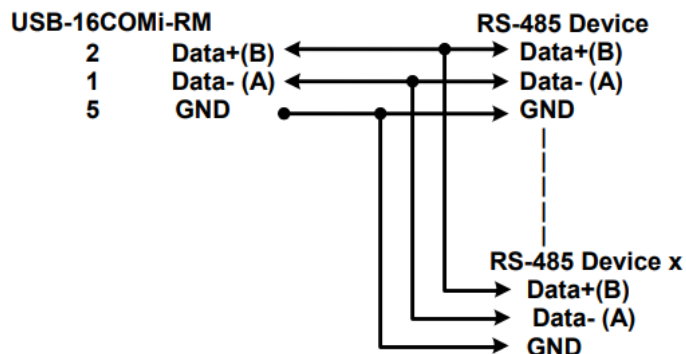 USB-16COMi-RM RS-485 Device
2 Data+(B) Data+(B)
1 Data- (A) Data- (A)
5 GND GND
RS-485 Device x
Data+(B)
Data- (A)
GND